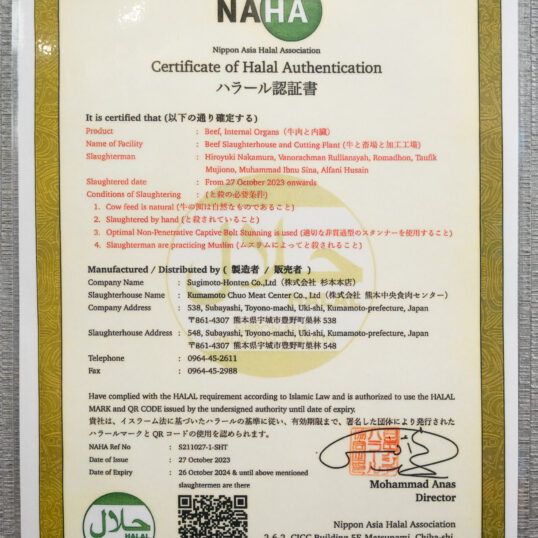 NAHA
Nippon Asia Halal Association
Certificate of Halal Authentication
ハラール認証書
It is certified that (以下の通り確定する)
Product : Beef, Internal Organs (牛肉と内臓)
Name of Facility : Beef Slaughterhouse and Cutting Plant (牛と畜場と加工工場)
Slaughterman : Hiroyuki Nakamura, Vanorachman Rulliansyah, Romadhon, Taufik
Mujiono, Muhammad Ibnu Sina, Alfani Husain
Slaughtered date : From 27 October 2023 onwards
Condition of Slaughtering : (と殺の必要条件)
1. Cow feed is natural (牛の餌は自然なものであること)
2. Slaughtered by hand (と殺されていること)
3. Optimal Non-Penetrative Captive Bolt Stunning is used (適切な非貫通型のスタンナーを使用すること)
4. Slaughterman are practicing Muslim (ムスリムによってと殺されること)
Manufactured / Distributed by ( 製造者 / 販売者 )
Company Name : Sugimoto-Honten Co.,Ltd (株式会社 杉本本店)
Slaughterhouse Name : Kumamoto Chuo Meat Center Co., Ltd (株式会社 熊本中央食肉センター)
Company Address : 538, Subayashi, Toyono-machi, Uki-shi, Kumamoto-prefecture, Japan
〒861-4307 熊本県宇城市豊野町巣林 538
Slaughterhouse Address : 548, Subayashi, Toyono-machi, Uki-shi, Kumamoto-prefecture, Japan
〒861-4307 熊本県宇城市豊野町巣林 548
Telephone : 0964-45-2611
Fax : 0964-45-2988
Have complied with the HALAL requirement according to Islamic Law and is authorized to use the HALAL
MARK and QR CODE issued by the undersigned authority until date of expiry.
貴社は、イスラーム法に基づいたハラールの基準に従い、有効期限まで、署名した団体により発行された
ハラールマークと QR コードの使用を認められます。
NAHA Ref No : S211027-1-SHT
Date of Issue : 27 October 2023
Date of Expiry : 26 October 2024 & until above mentioned
slaughtermen are there
Mohammad Anas
Director
حلال
HALAL
Nippon Asia Halal Association
2-6-2, CICC Building 5F Matsunami, Chiba-shi